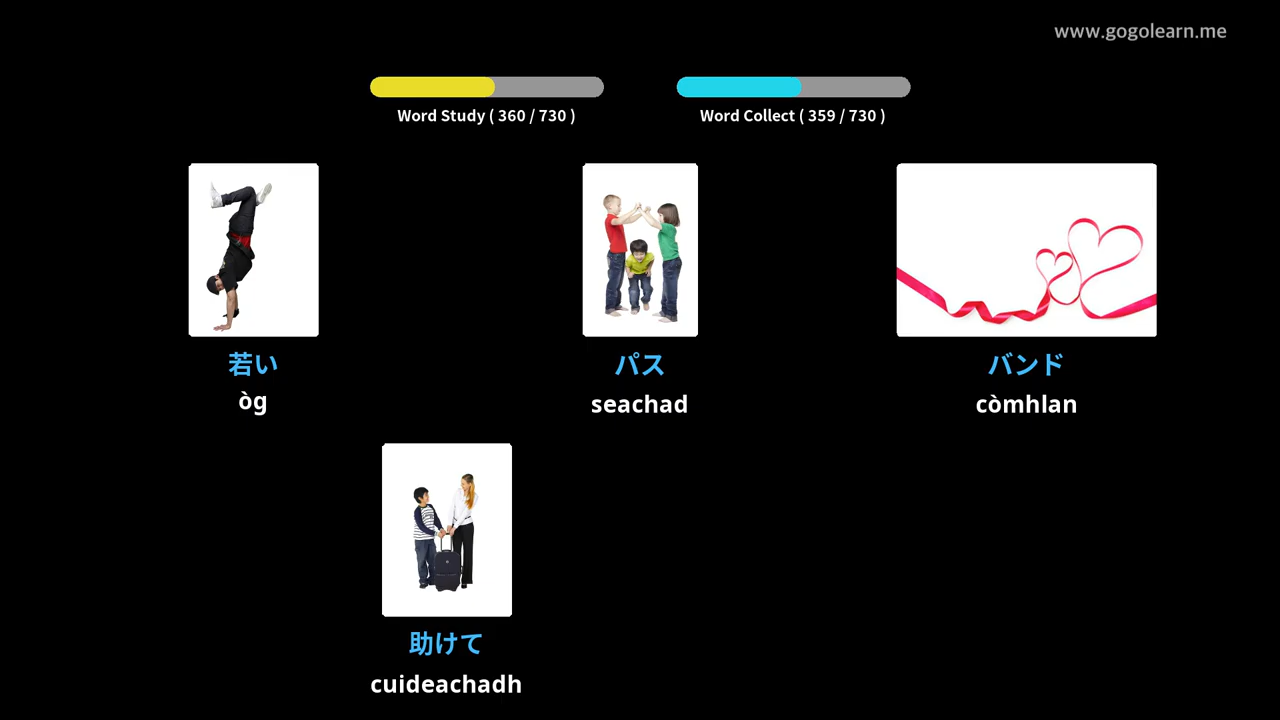 www.gogolearn.me
Word Study ( 360 / 730 )
Word Collect ( 359 / 730 )
若い
òg
パス
seachad
バンド
còmhlan
助けて
cuideachadh